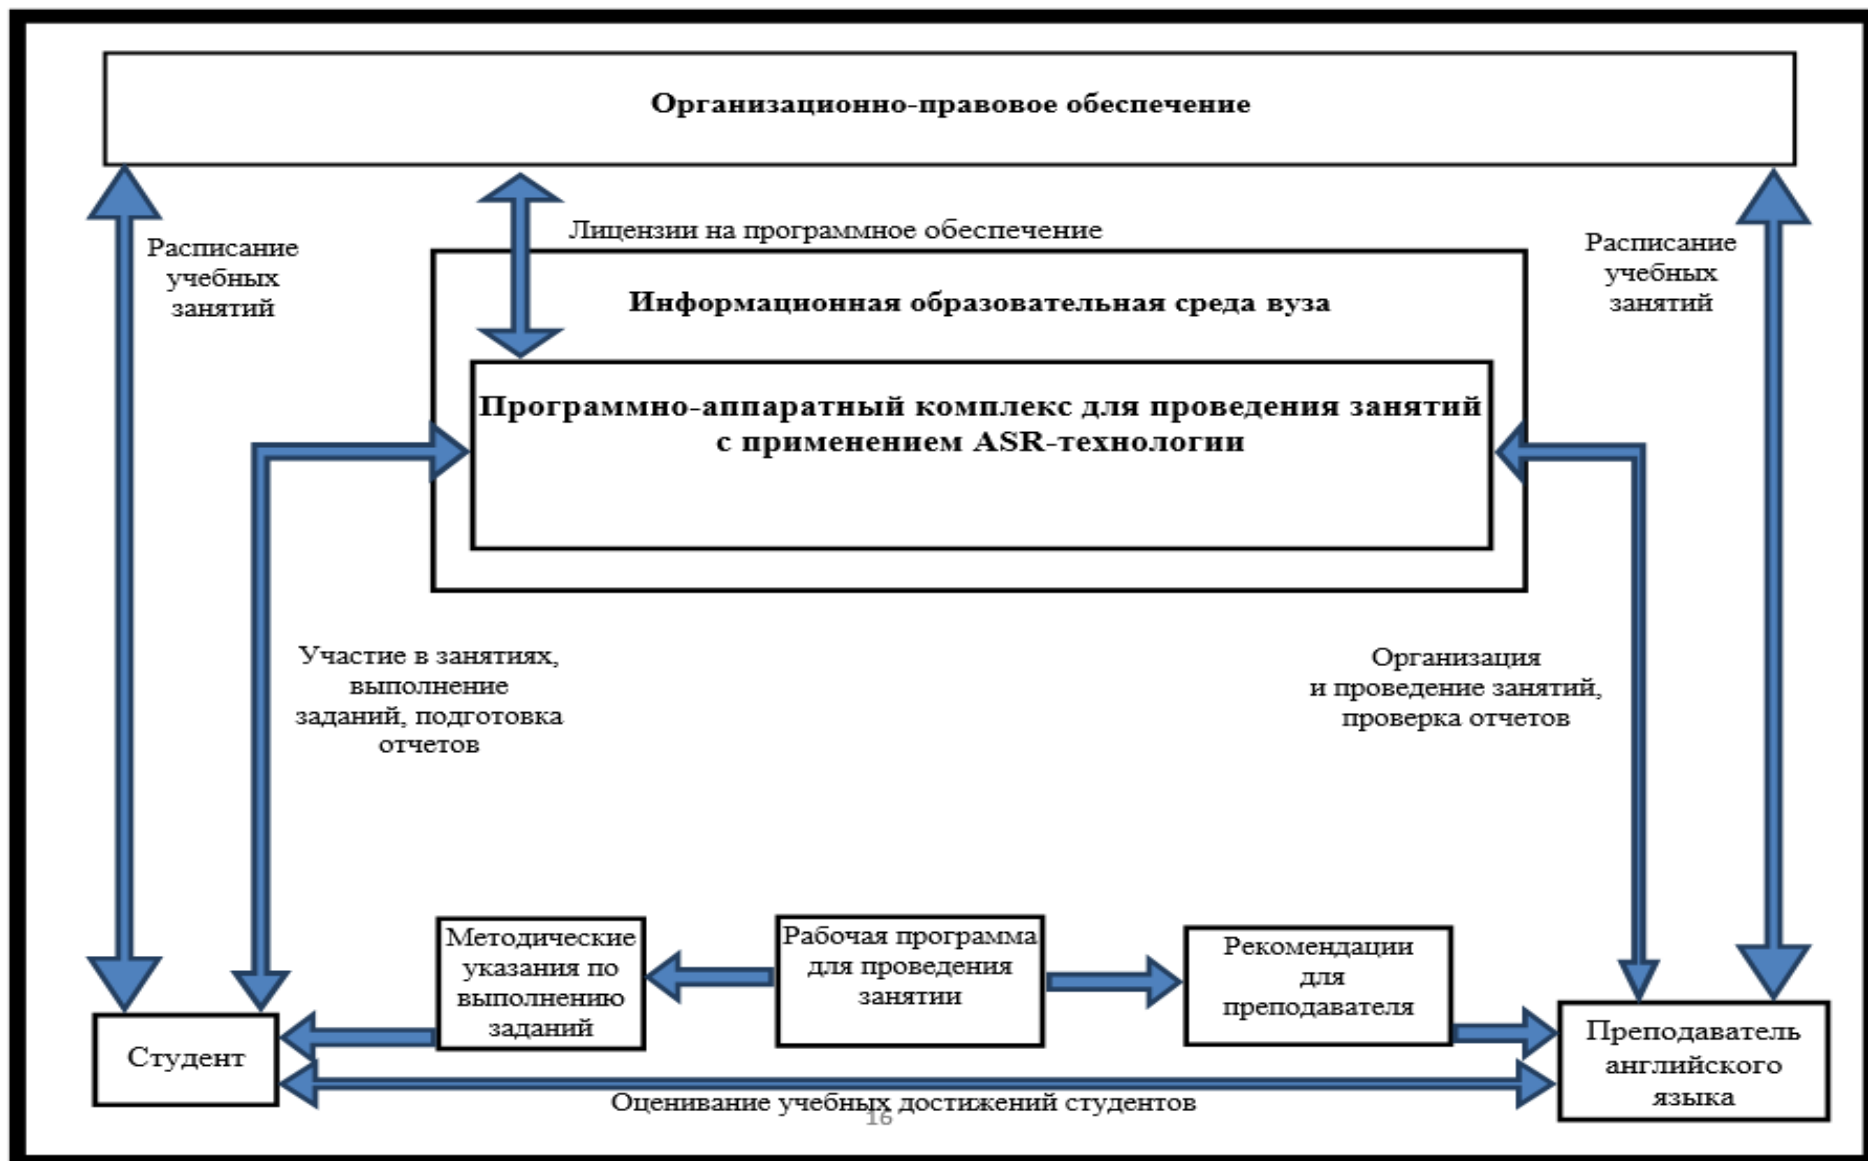 Организационно-правовое обеспечение
Лицензии на программное обеспечение
Расписание
учебных
занятий
Расписание
учебных
занятий
Информационная образовательная среда вуза
Программно-аппаратный комплекс для проведения занятий
с применением ASR-технологии
Участие в занятиях,
выполнение
заданий, подготовка
отчетов
Организация
и проведение занятий,
проверка отчетов
Методические
указания по
выполнению
заданий
Рабочая программа
для проведения
занятии
Рекомендации
для
преподавателя
Студент
Преподаватель
английского
языка
Оценивание учебных достижений студентов
16